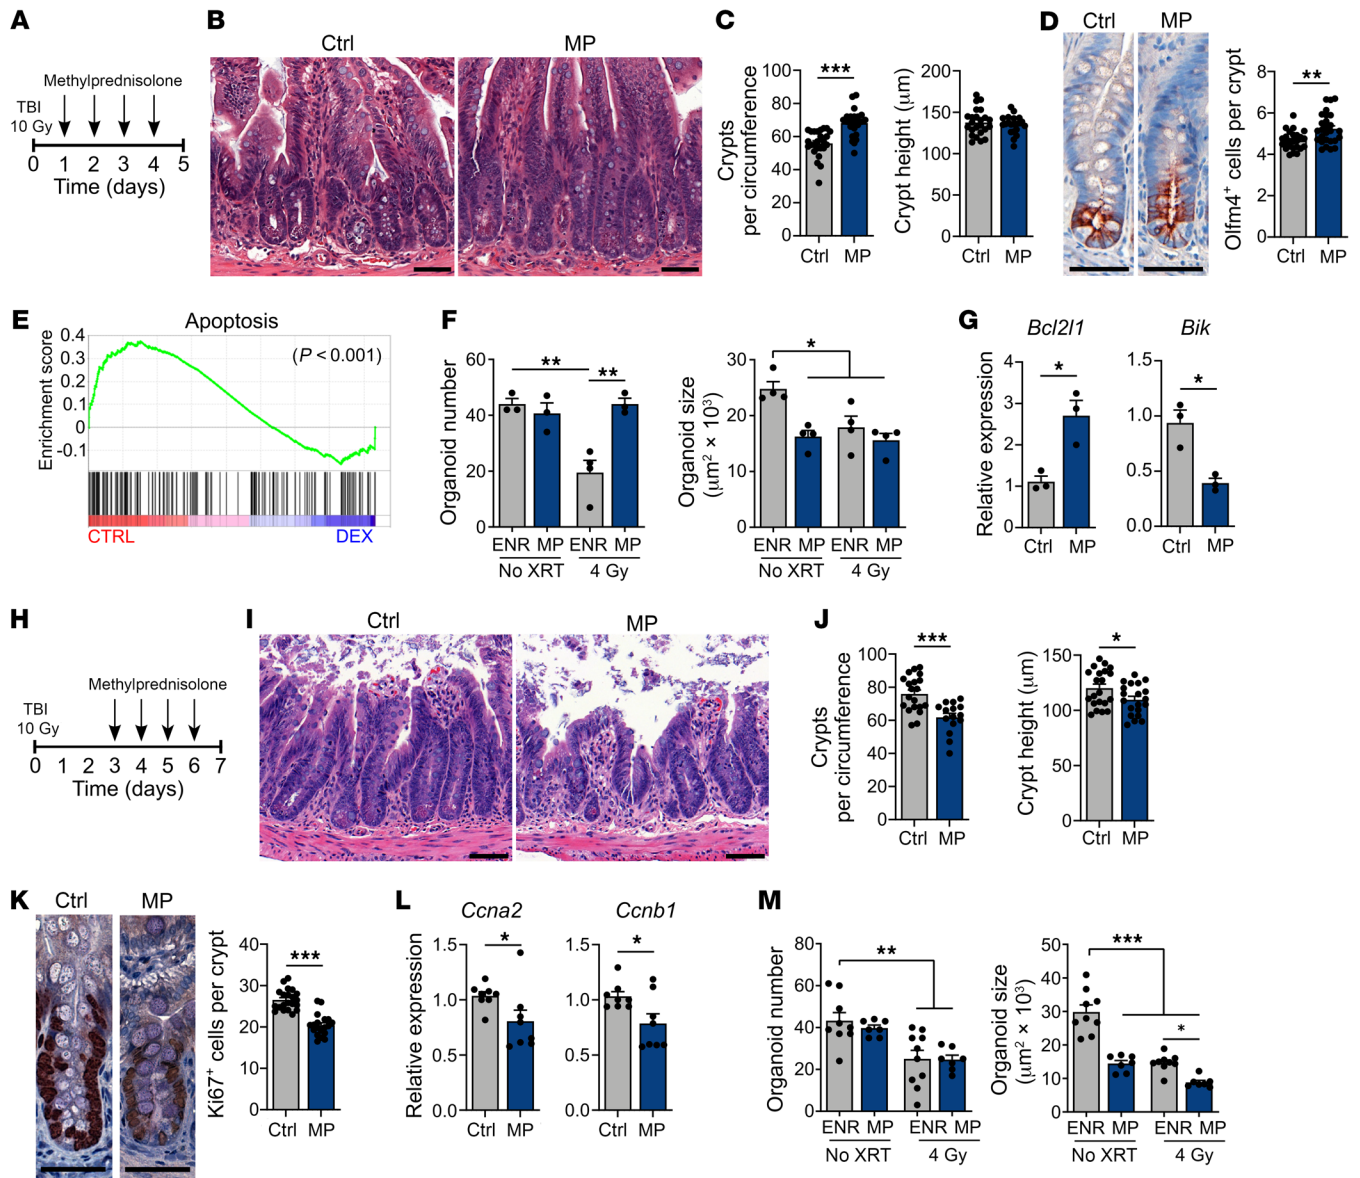 A
Methylprednisolone
TBI
10 Gy
0 1 2 3 4 5
Time (days)
B
Ctrl
MP
C
Crypts
per circumference
100
80
60
40
20
0
***
Ctrl MP
Crypt height (μm)
200
150
100
50
0
Ctrl MP
D
Ctrl
MP
Olfm4+ cells per crypt
8
6
4
2
0
**
Ctrl MP
E
Apoptosis
(P < 0.001)
Enrichment score
0.4
0.3
0.2
0.1
0
-0.1
CTRL
DEX
F
Organoid number
60
40
20
0
**
**
ENR MP ENR MP
No XRT 4 Gy
Organoid size
(μm² × 10³)
30
20
10
0
*
ENR MP ENR MP
No XRT 4 Gy
G
Bcl2l1
Relative expression
4
3
2
1
0
*
Ctrl MP
Bik
1.5
1.0
0.5
0.0
*
Ctrl MP
H
Methylprednisolone
TBI
10 Gy
0 1 2 3 4 5 6 7
Time (days)
I
Ctrl
MP
J
Crypts
per circumference
100
80
60
40
20
0
***
Ctrl MP
Crypt height (μm)
150
100
50
0
*
Ctrl MP
K
Ctrl
MP
Ki67+ cells per crypt
40
30
20
10
0
***
Ctrl MP
L
Ccna2
Relative expression
1.5
1.0
0.5
0.0
*
Ctrl MP
Ccnb1
1.5
1.0
0.5
0.0
*
Ctrl MP
M
Organoid number
80
60
40
20
0
**
ENR MP ENR MP
No XRT 4 Gy
Organoid size
(μm² × 10³)
50
40
30
20
10
0
***
*
ENR MP ENR MP
No XRT 4 Gy